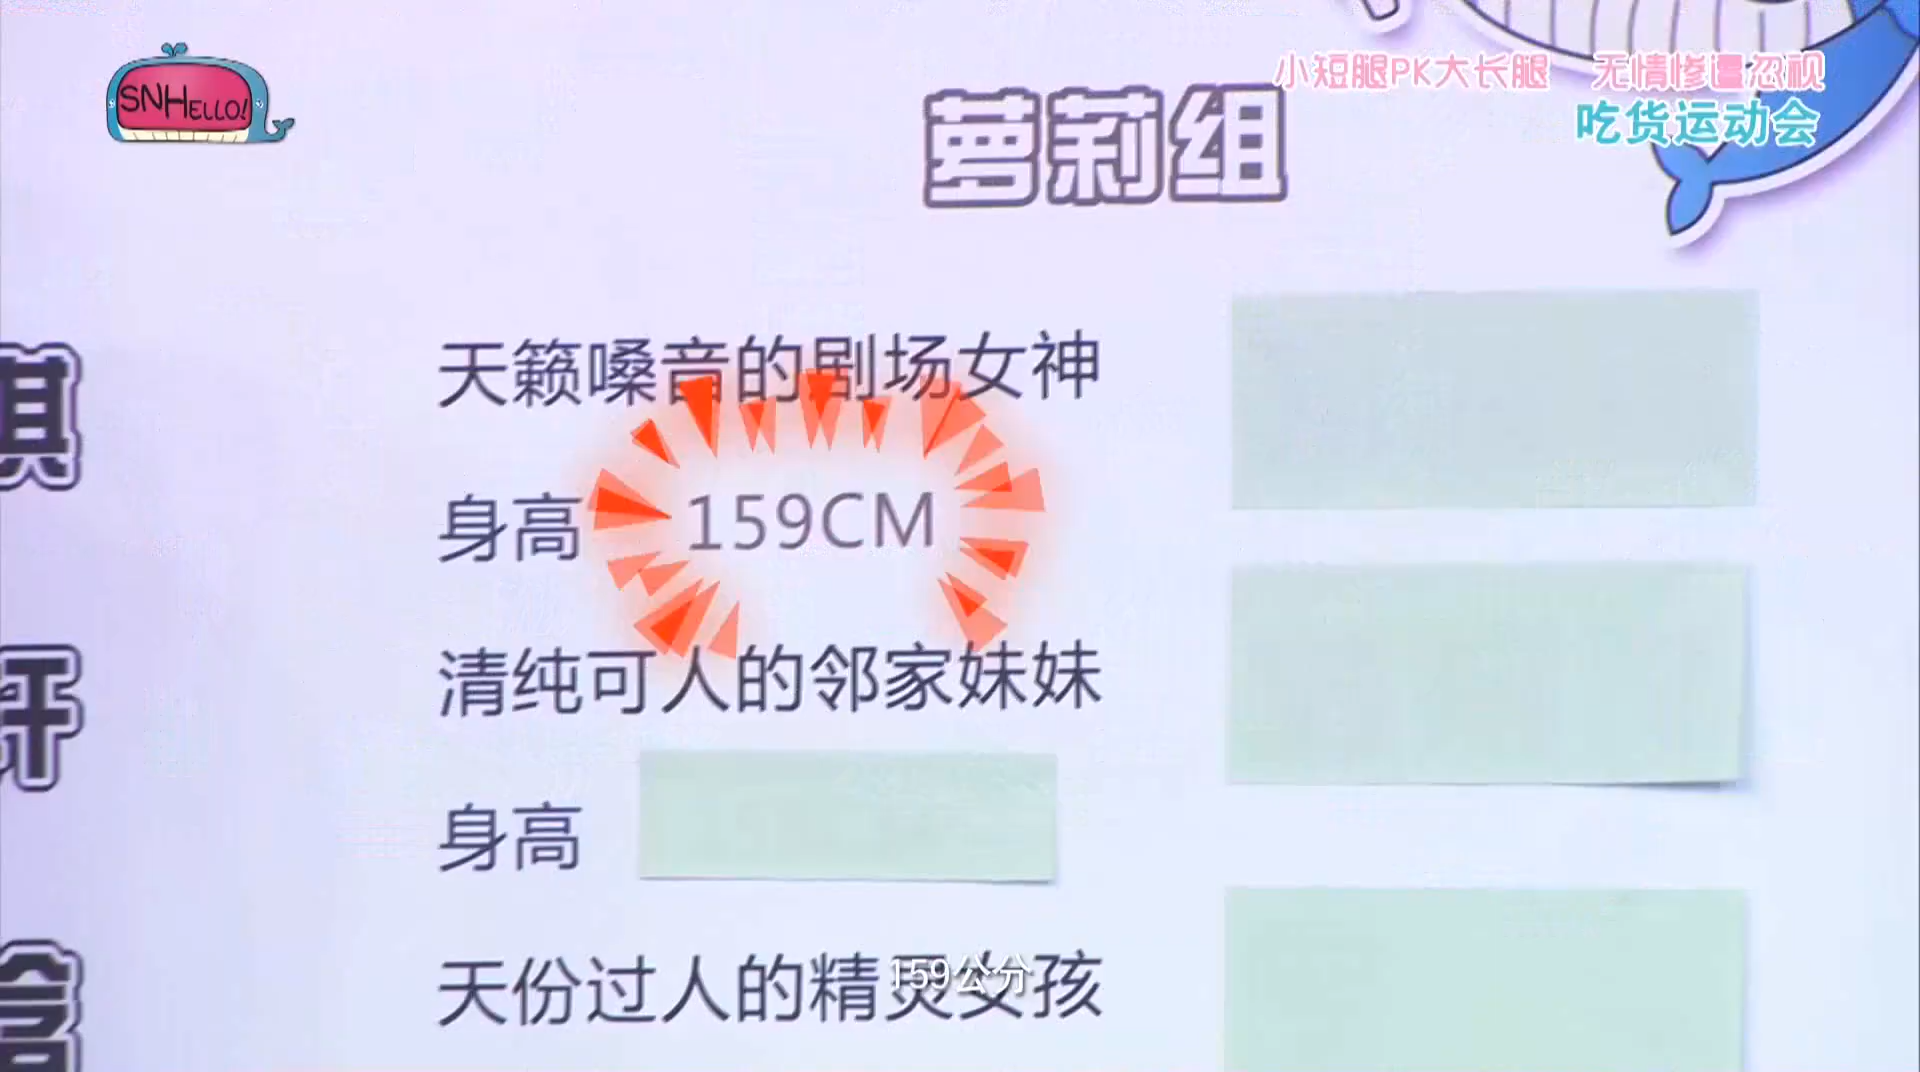 SNHELLO!
小短腿PK大长腿 无情惨遭忽视
吃货运动会
萝莉组
天籁嗓音的剧场女神
身高 159CM
清纯可人的邻家妹妹
身高
天份过人的精灵女孩
159公分